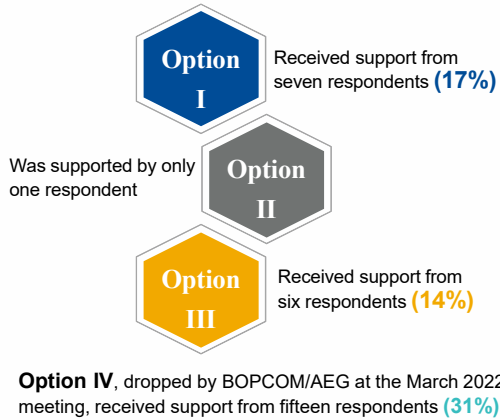 Option
I
Received support from
seven respondents (17%)
Was supported by only
one respondent
Option
II
Option
III
Received support from
six respondents (14%)
Option IV, dropped by BOPCOM/AEG at the March 2022
meeting, received support from fifteen respondents (31%)